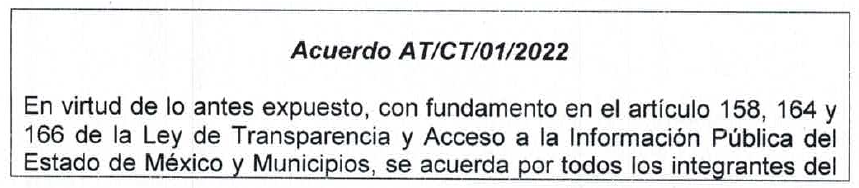 Acuerdo AT/CT/01/2022
En virtud de lo antes expuesto, con fundamento en el artículo 158, 164 y
166 de la Ley de Transparencia y Acceso a la Información Pública del
Estado de México y Municipios, se acuerda por todos los integrantes del